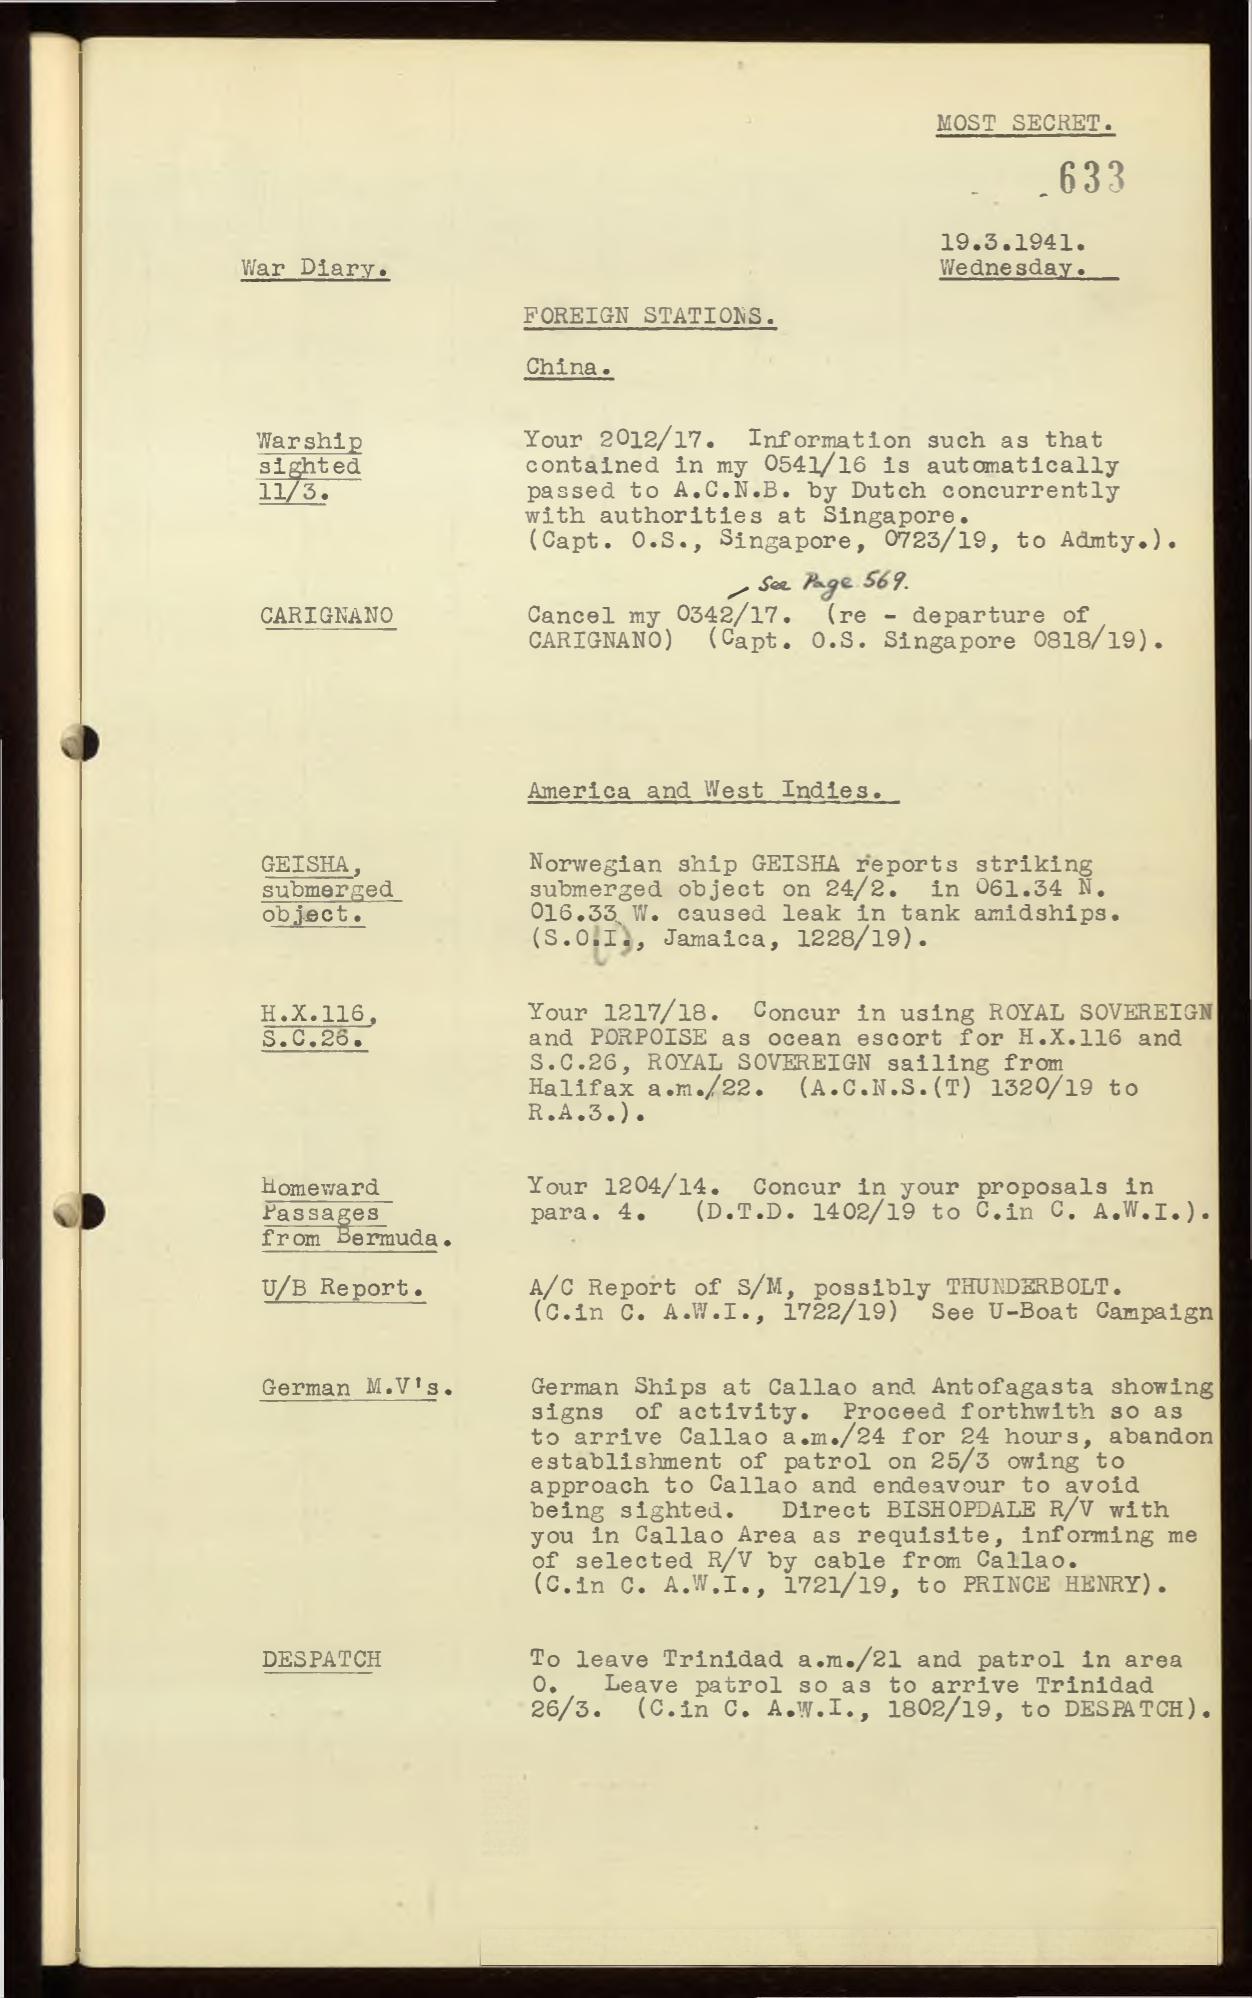 MOST SECRET.
633
19.3.1941.
War Diary.
Wednesday.
FOREIGN STATIONS.
China.
Warship
sighted
11/3.
Your 2012/17. Information such as that
contained in my 0541/16 is automatically
passed to A.C.N.B. by Dutch concurrently
with authorities at Singapore.
(Capt. O.S., Singapore, 0723/19, to Admty.).
See Page 569.
CARIGNANO
Cancel my 0342/17. (re - departure of
CARIGNANO) (Capt. O.S. Singapore 0818/19).
America and West Indies.
GEISHA,
submerged
object.
Norwegian ship GEISHA reports striking
submerged object on 24/2. in 061.34 N.
016.33 W. caused leak in tank amidships.
(S.O.(I)., Jamaica, 1228/19).
H.X.116,
S.C.26.
Your 1217/18. Concur in using ROYAL SOVEREIGN
and PORPOISE as ocean escort for H.X.116 and
S.C.26, ROYAL SOVEREIGN sailing from
Halifax a.m./22. (A.C.N.S.(T) 1320/19 to
R.A.3.).
Homeward
Passages
from Bermuda.
Your 1204/14. Concur in your proposals in
para. 4. (D.T.D. 1402/19 to C.in C. A.W.I.).
U/B Report.
A/C Report of S/M, possibly THUNDERBOLT.
(C.in C. A.W.I., 1722/19) See U-Boat Campaign
German M.V's.
German Ships at Callao and Antofagasta showing
signs of activity. Proceed forthwith so as
to arrive Callao a.m./24 for 24 hours, abandon
establishment of patrol on 25/3 owing to
approach to Callao and endeavour to avoid
being sighted. Direct BISHOPDALE R/V with
you in Callao Area as requisite, informing me
of selected R/V by cable from Callao.
(C.in C. A.W.I., 1721/19, to PRINCE HENRY).
DESPATCH
To leave Trinidad a.m./21 and patrol in area
O. Leave patrol so as to arrive Trinidad
26/3. (C.in C. A.W.I., 1802/19, to DESPATCH).